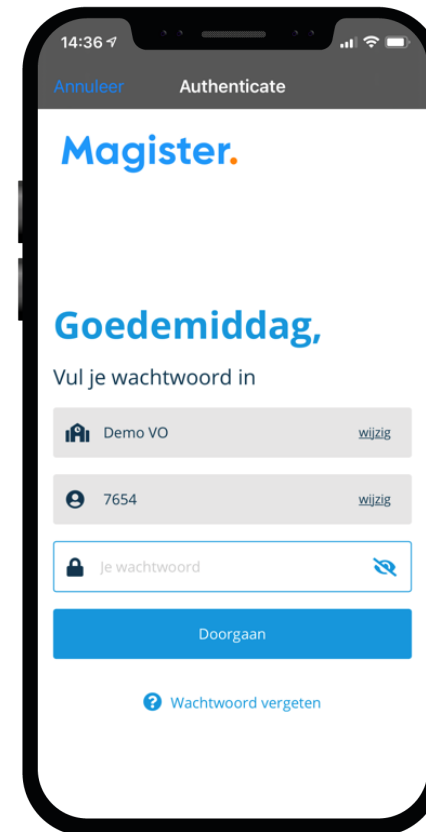 14:36
Annuleer Authenticate
Magister.
Goedemiddag,
Vul je wachtwoord in
Demo VO wijzig
7654 wijzig
Je wachtwoord
Doorgaan
? Wachtwoord vergeten